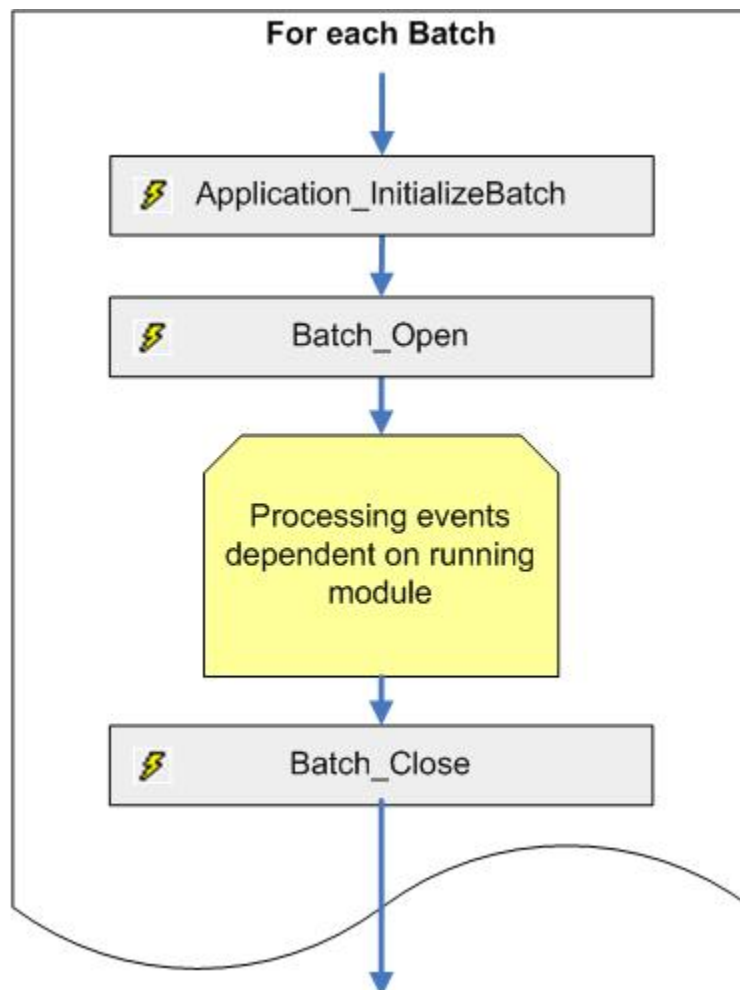 For each Batch
Application_InitializeBatch
Batch_Open
Processing events
dependent on running
module
Batch_Close